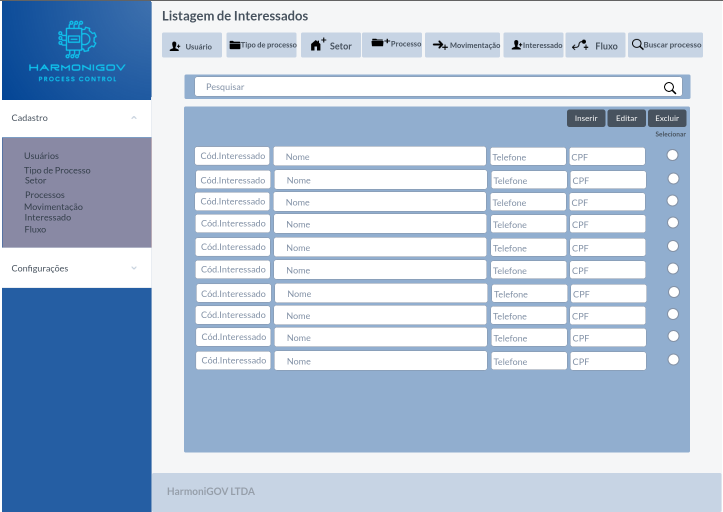 HARMONIGOV
PROCESS CONTROL
Cadastro
Usuários
Tipo de Processo
Setor
Processos
Movimentação
Interessado
Fluxo
Configurações
Listagem de Interessados
Usuário Tipo de processo Setor Processo Movimentação Interessado Fluxo Buscar processo
Pesquisar
Inserir Editar Excluir
Selecionar
Cód.Interessado Nome Telefone CPF
Cód.Interessado Nome Telefone CPF
Cód.Interessado Nome Telefone CPF
Cód.Interessado Nome Telefone CPF
Cód.Interessado Nome Telefone CPF
Cód.Interessado Nome Telefone CPF
Cód.Interessado Nome Telefone CPF
Cód.Interessado Nome Telefone CPF
Cód.Interessado Nome Telefone CPF
Cód.Interessado Nome Telefone CPF
HarmoniGOV LTDA